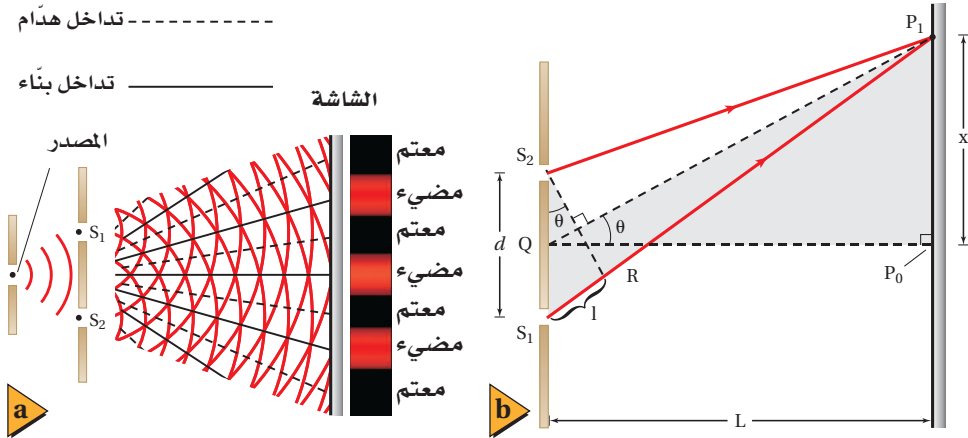 تداخل هدّام
تداخل بنّاء
الشاشة
المصدر
معتم
مضيء
معتم
مضيء
معتم
مضيء
معتم
S₁
S₂
a
P₁
x
S₂
θ
θ
d
Q
R
P₀
l
S₁
L
b